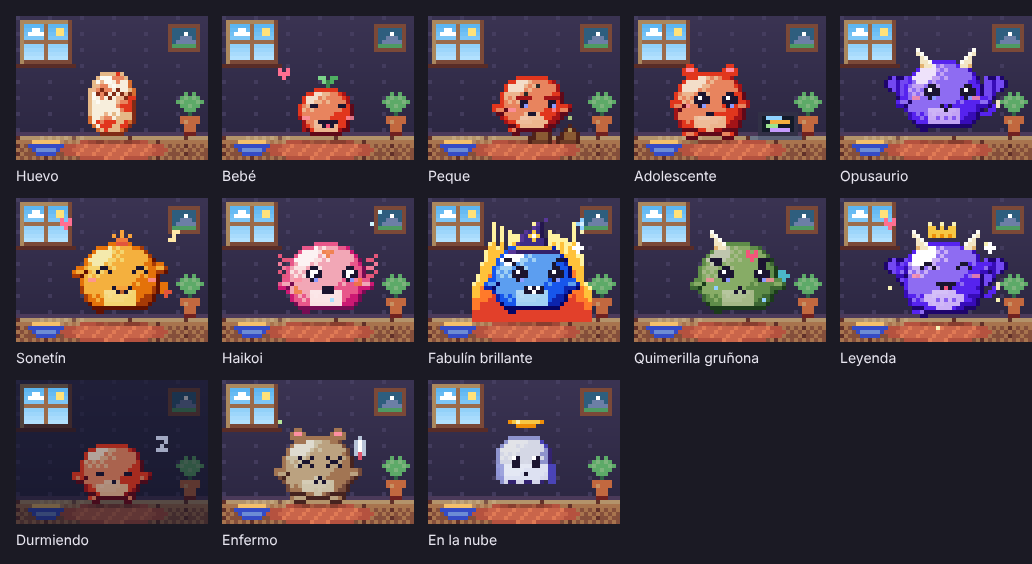 Huevo
Bebé
Peque
Adolescente
Opusaurio
Sonetín
Haikoi
Fabulín brillante
Quimerilla gruñona
Leyenda
Z
Durmiendo
Enfermo
En la nube